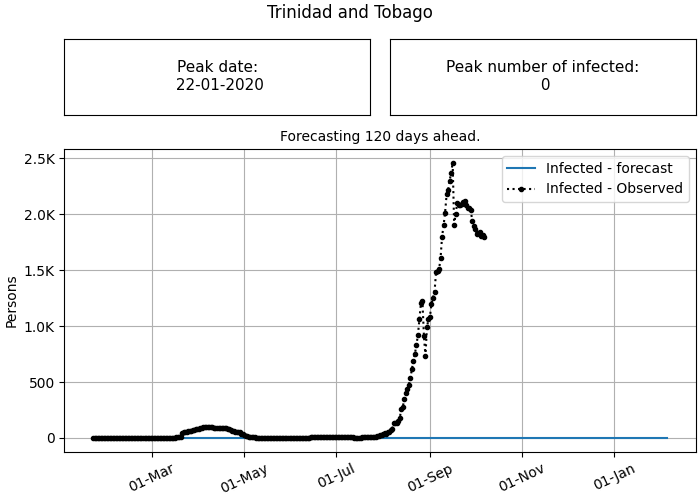 Trinidad and Tobago
Peak date:
22-01-2020
Peak number of infected:
0
Forecasting 120 days ahead.
Infected - forecast
Infected - Observed
Persons
2.5K
2.0K
1.5K
1.0K
500
0
01-Mar
01-May
01-Jul
01-Sep
01-Nov
01-Jan